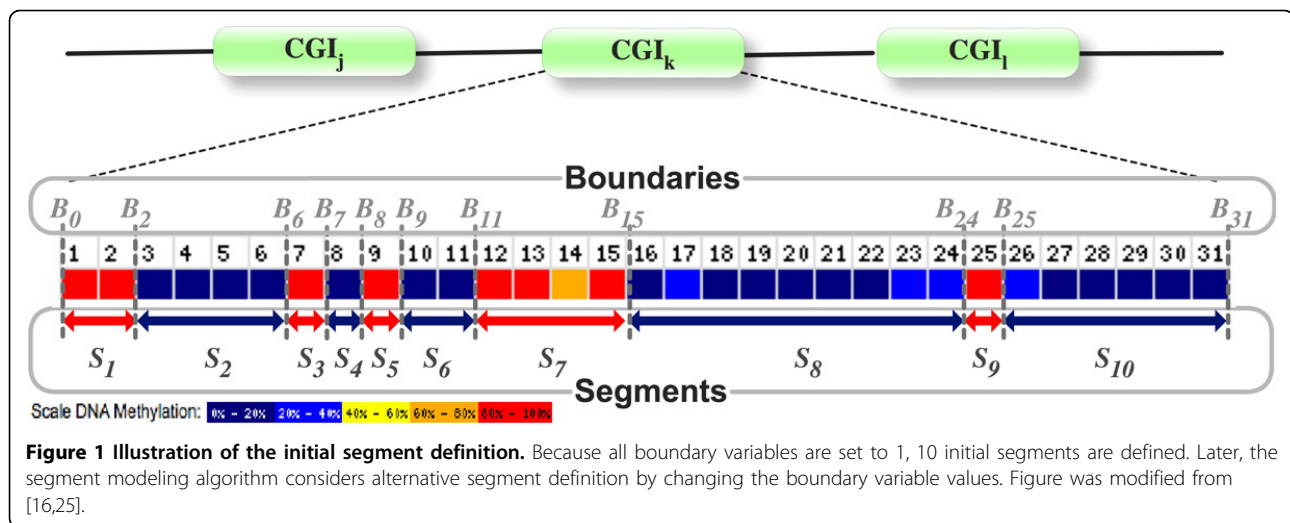 CGIj CGIk CGIl
Boundaries
B0 B2 B6 B7 B8 B9 B11 B15 B24 B25 B31
1 2 3 4 5 6 7 8 9 10 11 12 13 14 15 16 17 18 19 20 21 22 23 24 25 26 27 28 29 30 31
S1 S2 S3 S4 S5 S6 S7 S8 S9 S10
Segments
Scale DNA Methylation: 0% - 20% 20% - 40% 40% - 60% 60% - 80% 80% - 100%
Figure 1 Illustration of the initial segment definition. Because all boundary variables are set to 1, 10 initial segments are defined. Later, the
segment modeling algorithm considers alternative segment definition by changing the boundary variable values. Figure was modified from
[16,25].